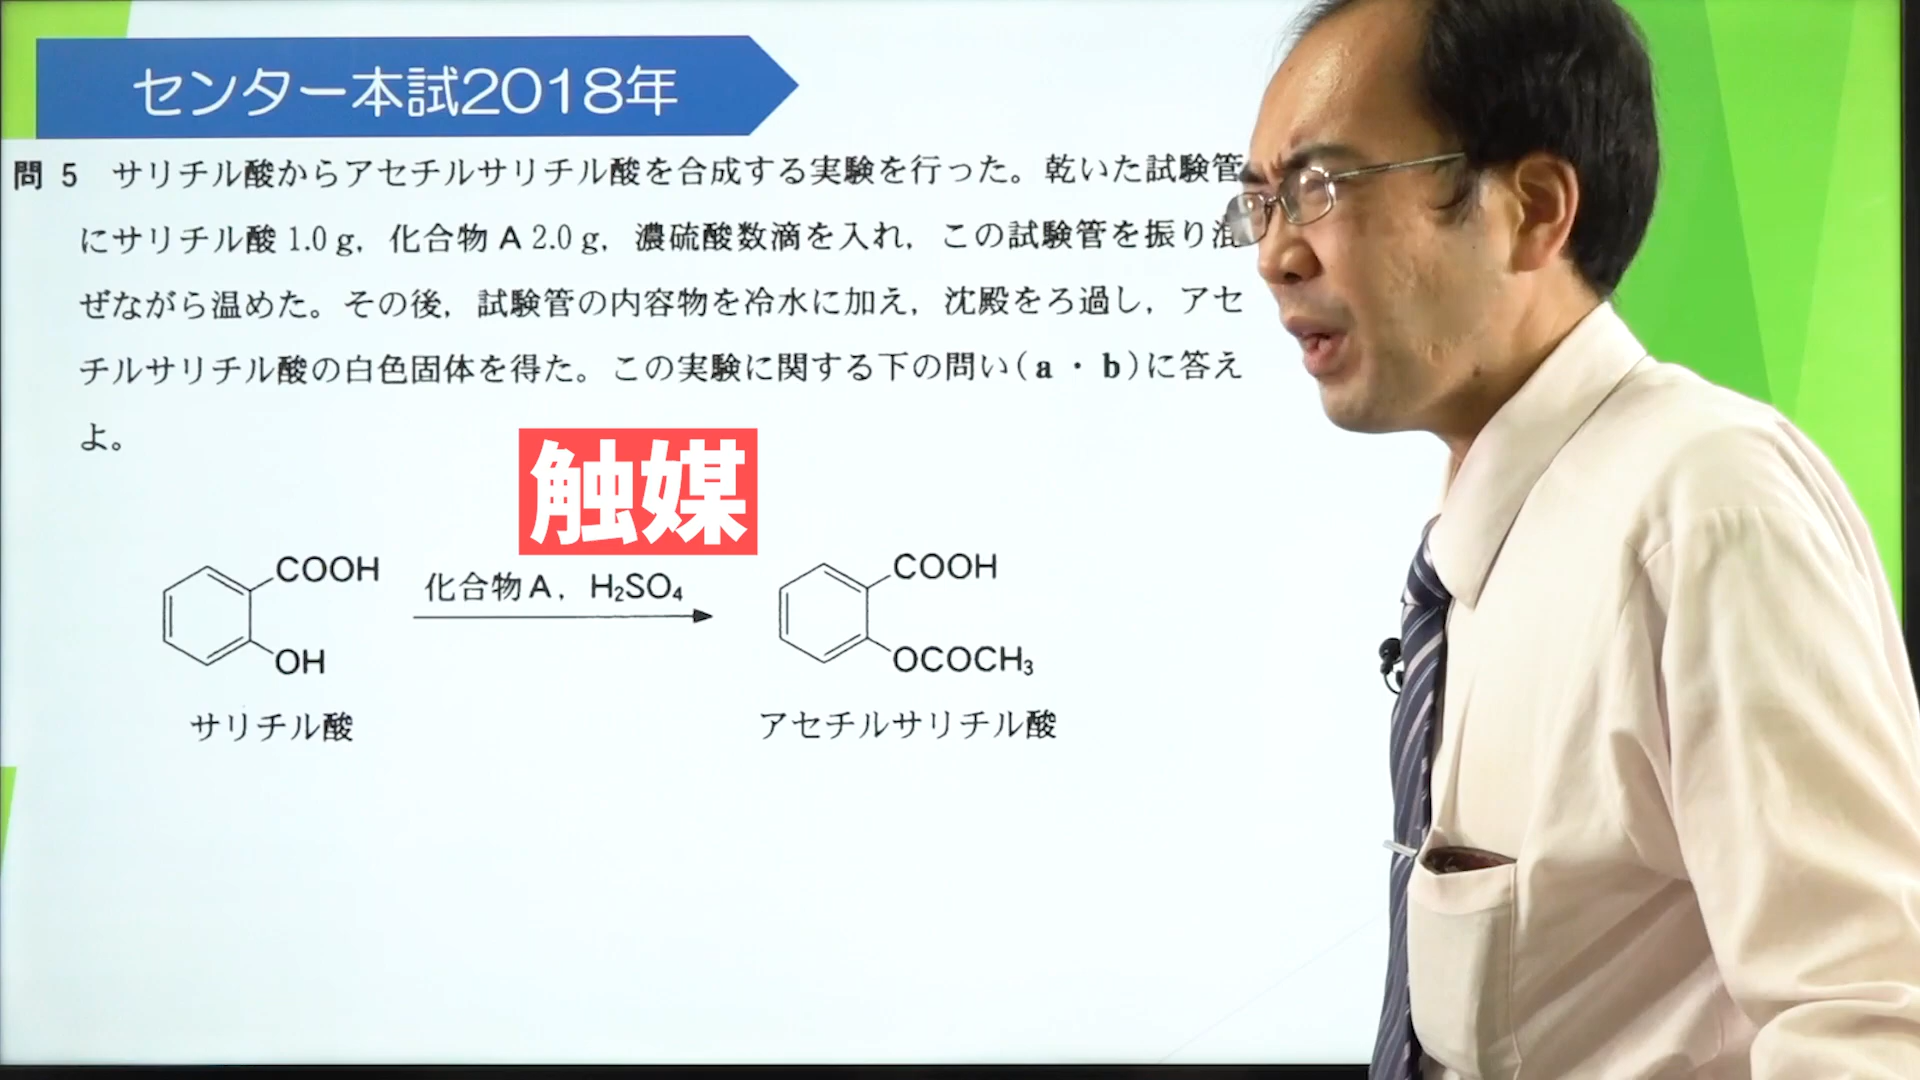 センター本試2018年
問 5 サリチル酸からアセチルサリチル酸を合成する実験を行った。乾いた試験管
にサリチル酸 1.0 g，化合物 A 2.0 g，濃硫酸数滴を入れ，この試験管を振り混
ぜながら温めた。その後，試験管の内容物を冷水に加え，沈殿をろ過し，アセ
チルサリチル酸の白色固体を得た。この実験に関する下の問い(a・b)に答え
よ。
触媒
COOH
OH
サリチル酸
化合物 A， H₂SO₄
COOH
OCOCH₃
アセチルサリチル酸